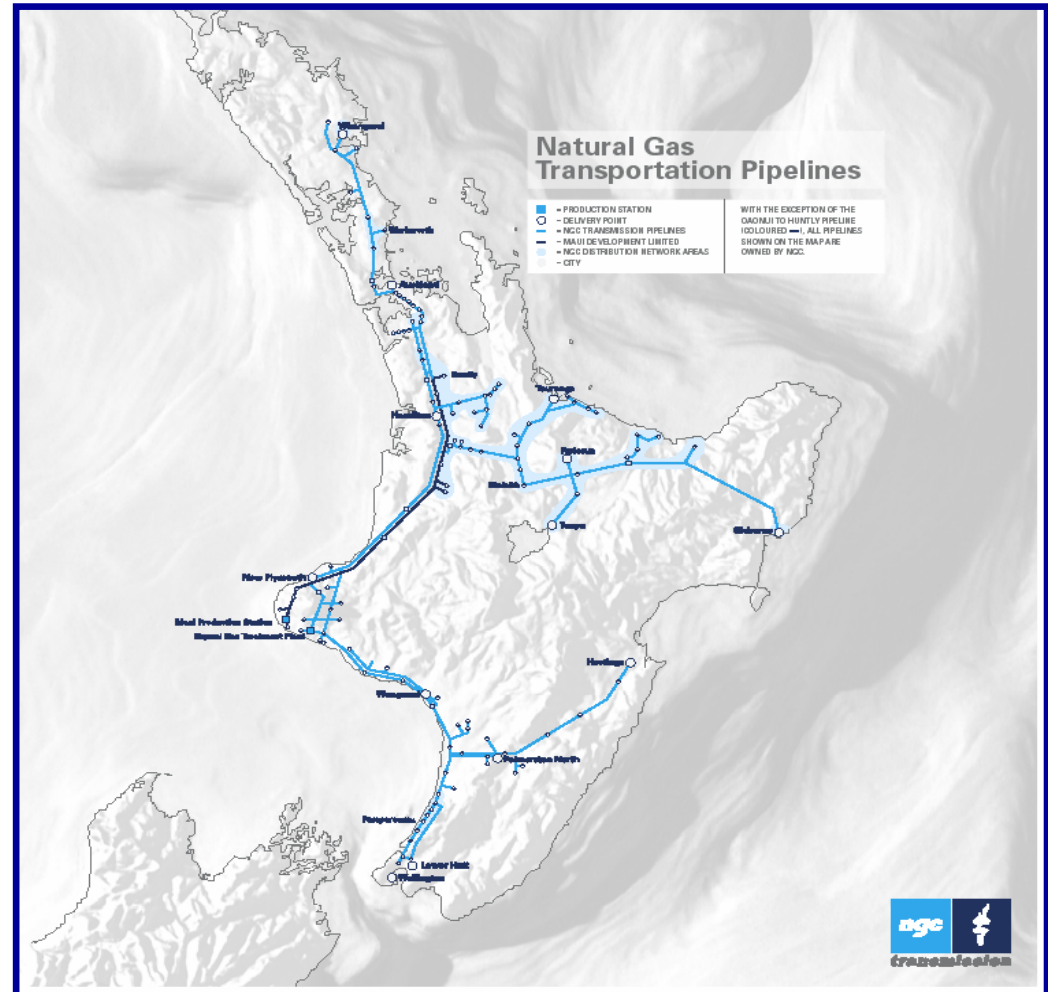 Whangarei
Natural Gas
Transportation Pipelines
= PRODUCTION STATION
= DELIVERY POINT
= NGC TRANSMISSION PIPELINES
= MAUI DEVELOPMENT LIMITED
= NGC DISTRIBUTION NETWORK AREAS
= CITY
WITH THE EXCEPTION OF THE
OAONUI TO HUNTLY PIPELINE
(COLOURED ), ALL PIPELINES
SHOWN ON THE MAP ARE
OWNED BY NGC.
Warkworth
Auckland
Huntly
Tauranga
Hamilton
Rotorua
Taupo
Gisborne
New Plymouth
Maui Production Station
Kapuni Gas Treatment Plant
Hastings
Wanganui
Palmerston North
Paraparaumu
Lower Hutt
Wellington
ngc
transmission